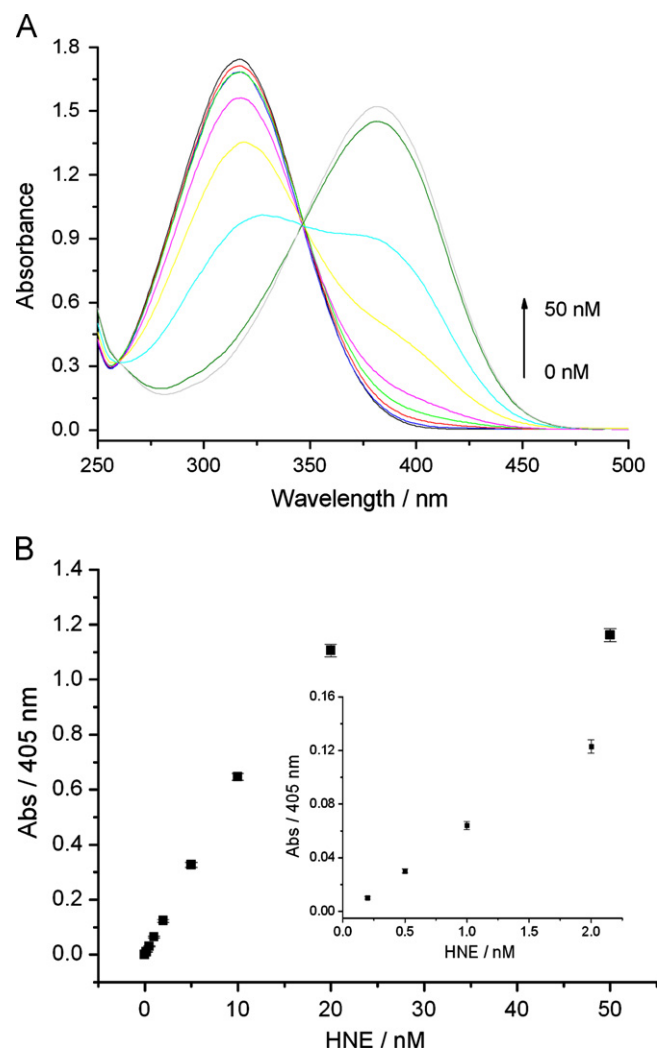 A
1.8
1.5
1.2
0.9
0.6
0.3
0.0
Absorbance
50 nM
0 nM
250 300 350 400 450 500
Wavelength / nm
B
1.4
1.2
1.0
0.8
0.6
0.4
0.2
0.0
Abs / 405 nm
0.16
0.12
0.08
0.04
0.00
Abs / 405 nm
0.0 0.5 1.0 1.5 2.0
HNE / nM
0 10 20 30 40 50
HNE / nM